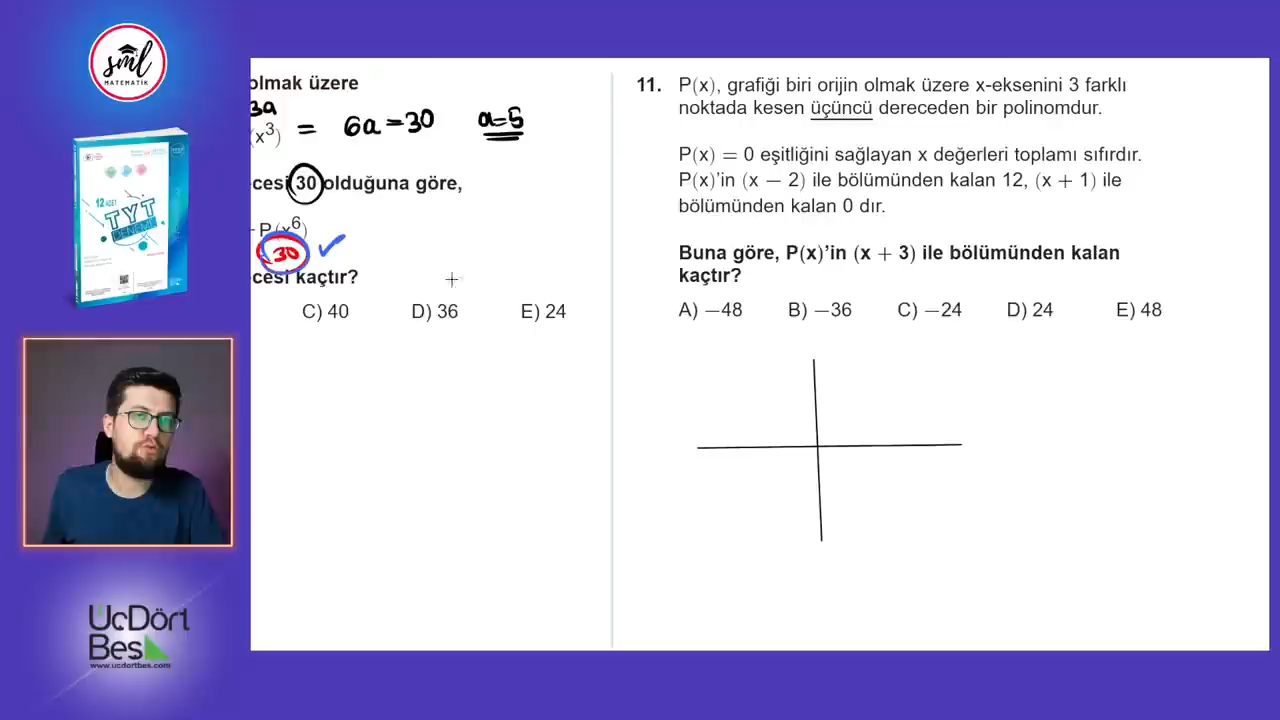 sml
MATEMATİK
12 ADET
TYT
DENEME
ÜçDört
Beş
www.ucdortbes.com
olmak üzere
3a
(x³) = 6a = 30 a = 5
cesi 30 olduğuna göre,
- P(x⁶)
30
cesi kaçtır?
C) 40 D) 36 E) 24
11. P(x), grafiği biri orijin olmak üzere x-eksenini 3 farklı
noktada kesen üçüncü dereceden bir polinomdur.
P(x) = 0 eşitliğini sağlayan x değerleri toplamı sıfırdır.
P(x)’in (x − 2) ile bölümünden kalan 12, (x + 1) ile
bölümünden kalan 0 dır.
Buna göre, P(x)’in (x + 3) ile bölümünden kalan
kaçtır?
A) −48 B) −36 C) −24 D) 24 E) 48